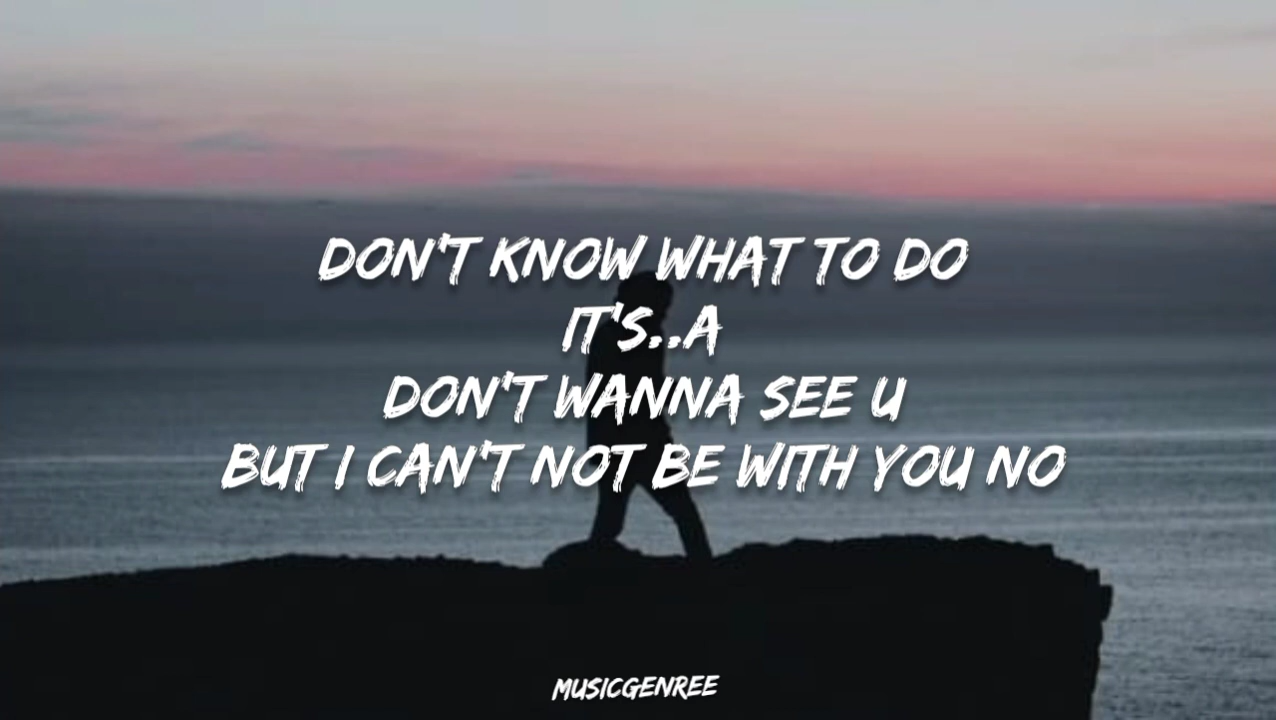 DON'T KNOW WHAT TO DO
IT'S..A
DON'T WANNA SEE U
BUT I CAN'T NOT BE WITH YOU NO
MUSICGENREE